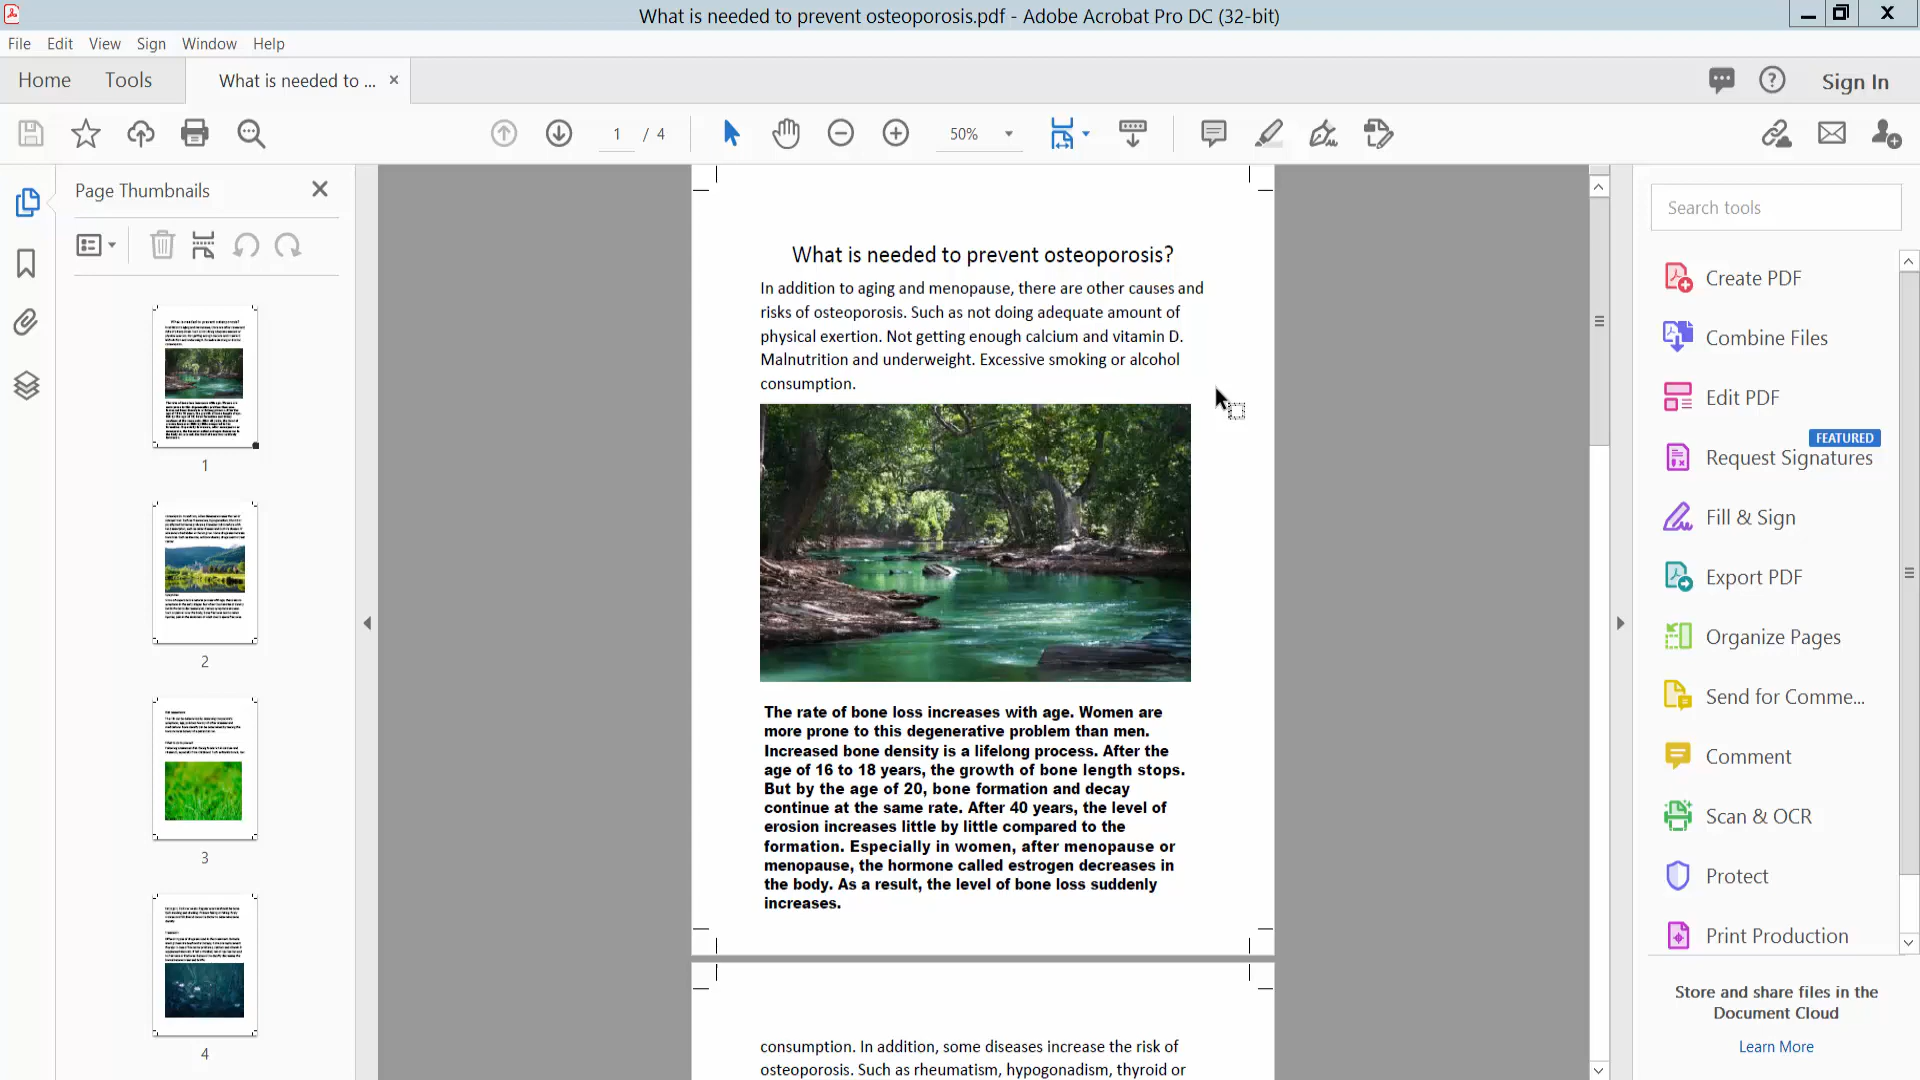 What is needed to prevent osteoporosis.pdf - Adobe Acrobat Pro DC (32-bit)
File Edit View Sign Window Help
Home Tools What is needed to ... × Sign In
1 / 4 50%
Page Thumbnails
1
2
3
4
What is needed to prevent osteoporosis?
In addition to aging and menopause, there are other causes and
risks of osteoporosis. Such as not doing adequate amount of
physical exertion. Not getting enough calcium and vitamin D.
Malnutrition and underweight. Excessive smoking or alcohol
consumption.
The rate of bone loss increases with age. Women are
more prone to this degenerative problem than men.
Increased bone density is a lifelong process. After the
age of 16 to 18 years, the growth of bone length stops.
But by the age of 20, bone formation and decay
continue at the same rate. After 40 years, the level of
erosion increases little by little compared to the
formation. Especially in women, after menopause or
menopause, the hormone called estrogen decreases in
the body. As a result, the level of bone loss suddenly
increases.
consumption. In addition, some diseases increase the risk of
osteoporosis. Such as rheumatism, hypogonadism, thyroid or
Search tools
Create PDF
Combine Files
Edit PDF
FEATURED
Request Signatures
Fill & Sign
Export PDF
Organize Pages
Send for Comme...
Comment
Scan & OCR
Protect
Print Production
Store and share files in the
Document Cloud
Learn More